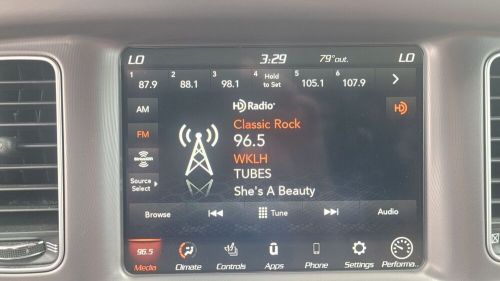 LO 3:29 79°out. LO
1 87.9 2 88.1 3 98.1 4 Hold to Set 5 105.1 6 107.9
AM
HD Radio
FM
Classic Rock
96.5
WKLH
TUBES
She's A Beauty
Source Select
Browse Tune Audio
96.5
Media Climate Controls Apps Phone Settings Performa..